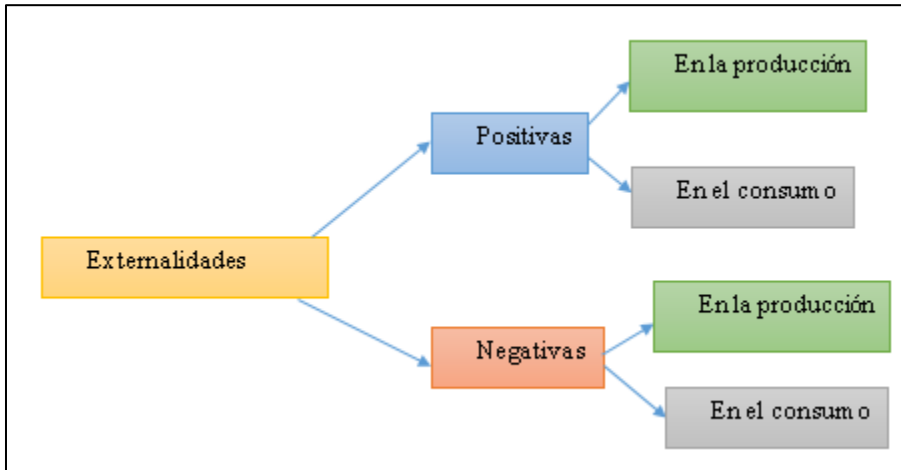 Externalidades
Positivas
En la producción
En el consumo
Negativas
En la producción
En el consumo